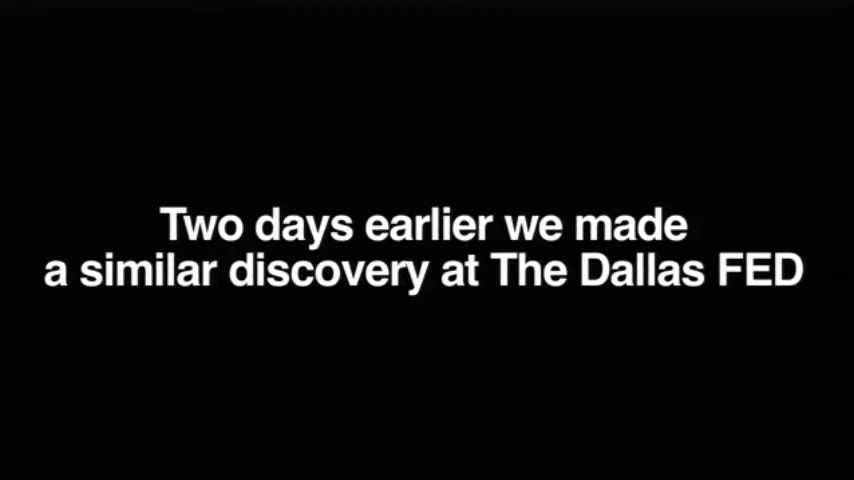 Two days earlier we made
a similar discovery at The Dallas FED